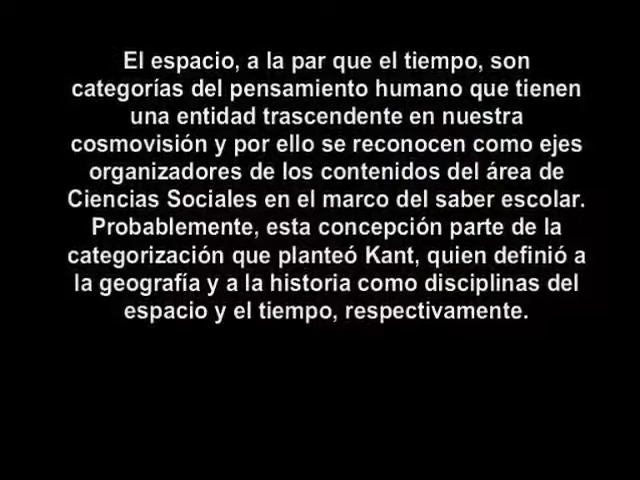 El espacio, a la par que el tiempo, son
categorías del pensamiento humano que tienen
una entidad trascendente en nuestra
cosmovisión y por ello se reconocen como ejes
organizadores de los contenidos del área de
Ciencias Sociales en el marco del saber escolar.
Probablemente, esta concepción parte de la
categorización que planteó Kant, quien definió a
la geografía y a la historia como disciplinas del
espacio y el tiempo, respectivamente.